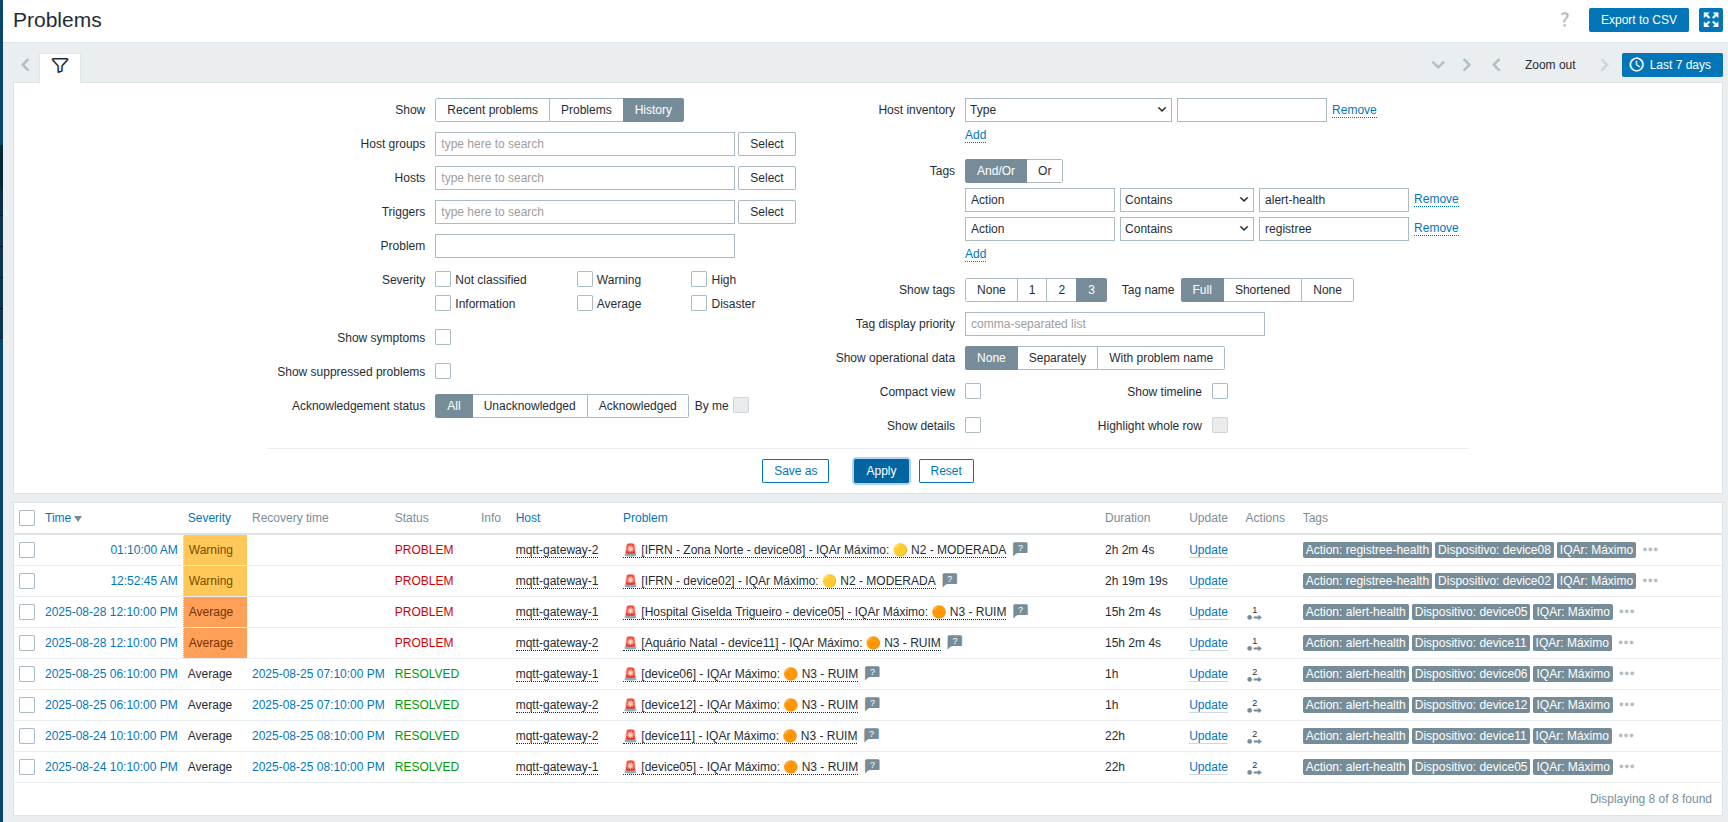 Problems
? Export to CSV
Zoom out Last 7 days
Show Recent problems Problems History
Host groups type here to search Select
Hosts type here to search Select
Triggers type here to search Select
Problem
Severity Not classified Warning High
Information Average Disaster
Show symptoms
Show suppressed problems
Acknowledgement status All Unacknowledged Acknowledged By me
Host inventory Type Remove
Add
Tags And/Or Or
Action Contains alert-health Remove
Action Contains registree Remove
Add
Show tags None 1 2 3 Tag name Full Shortened None
Tag display priority comma-separated list
Show operational data None Separately With problem name
Compact view Show timeline
Show details Highlight whole row
Save as Apply Reset
Time Severity Recovery time Status Info Host Problem Duration Update Actions Tags
01:10:00 AM Warning PROBLEM mqtt-gateway-2 🚨 [IFRN - Zona Norte - device08] - IQAr Máximo: 🟡 N2 - MODERADA ? 2h 2m 4s Update Action: registree-health Dispositivo: device08 IQAr: Máximo •••
12:52:45 AM Warning PROBLEM mqtt-gateway-1 🚨 [IFRN - device02] - IQAr Máximo: 🟡 N2 - MODERADA ? 2h 19m 19s Update Action: registree-health Dispositivo: device02 IQAr: Máximo •••
2025-08-28 12:10:00 PM Average PROBLEM mqtt-gateway-1 🚨 [Hospital Giselda Trigueiro - device05] - IQAr Máximo: 🟠 N3 - RUIM ? 15h 2m 4s Update 1 Action: alert-health Dispositivo: device05 IQAr: Máximo •••
2025-08-28 12:10:00 PM Average PROBLEM mqtt-gateway-2 🚨 [Aquário Natal - device11] - IQAr Máximo: 🟠 N3 - RUIM ? 15h 2m 4s Update 1 Action: alert-health Dispositivo: device11 IQAr: Máximo •••
2025-08-25 06:10:00 PM Average 2025-08-25 07:10:00 PM RESOLVED mqtt-gateway-1 🚨 [device06] - IQAr Máximo: 🟠 N3 - RUIM ? 1h Update 2 Action: alert-health Dispositivo: device06 IQAr: Máximo •••
2025-08-25 06:10:00 PM Average 2025-08-25 07:10:00 PM RESOLVED mqtt-gateway-2 🚨 [device12] - IQAr Máximo: 🟠 N3 - RUIM ? 1h Update 2 Action: alert-health Dispositivo: device12 IQAr: Máximo •••
2025-08-24 10:10:00 PM Average 2025-08-25 08:10:00 PM RESOLVED mqtt-gateway-2 🚨 [device11] - IQAr Máximo: 🟠 N3 - RUIM ? 22h Update 2 Action: alert-health Dispositivo: device11 IQAr: Máximo •••
2025-08-24 10:10:00 PM Average 2025-08-25 08:10:00 PM RESOLVED mqtt-gateway-1 🚨 [device05] - IQAr Máximo: 🟠 N3 - RUIM ? 22h Update 2 Action: alert-health Dispositivo: device05 IQAr: Máximo •••
Displaying 8 of 8 found